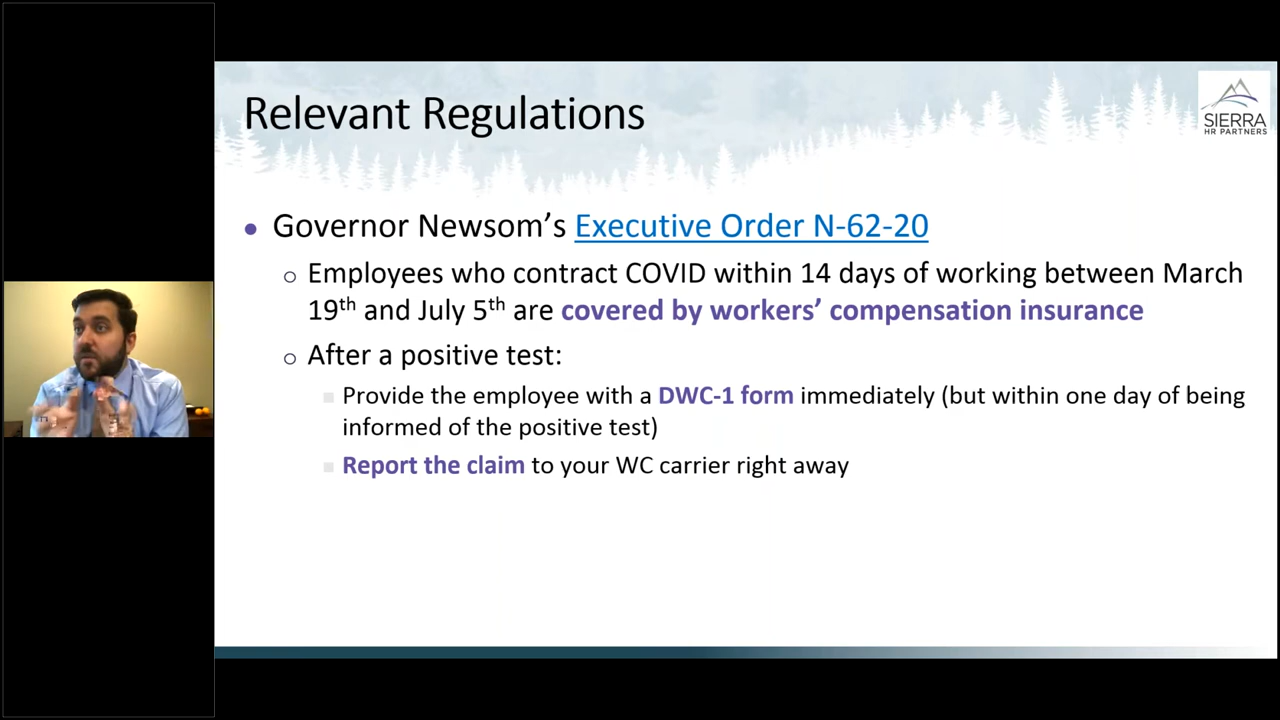 Relevant Regulations
SIERRA
HR PARTNERS
• Governor Newsom’s Executive Order N-62-20
○ Employees who contract COVID within 14 days of working between March
19th and July 5th are covered by workers’ compensation insurance
○ After a positive test:
■ Provide the employee with a DWC-1 form immediately (but within one day of being
informed of the positive test)
■ Report the claim to your WC carrier right away